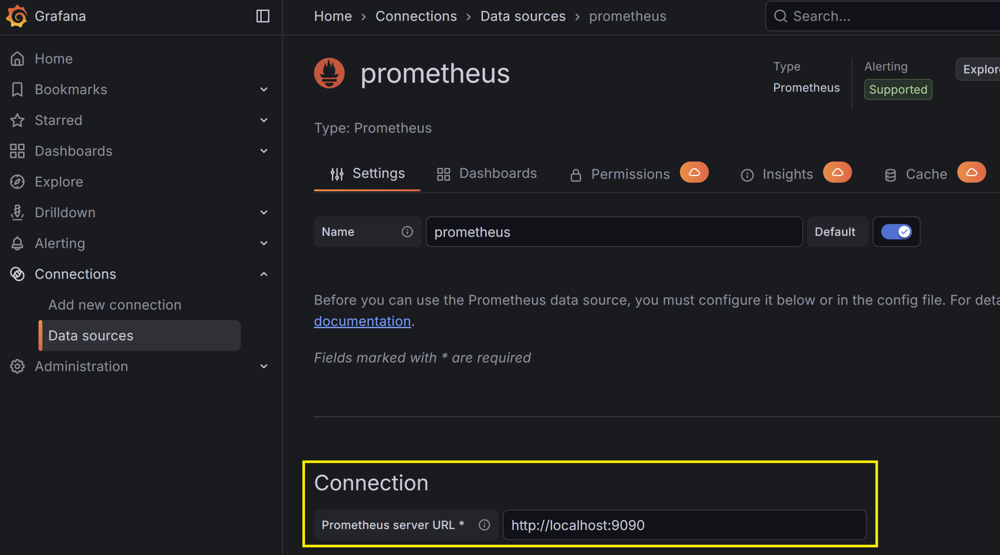 Grafana
Home > Connections > Data sources > prometheus
Search...
Home
Bookmarks
Starred
Dashboards
Explore
Drilldown
Alerting
Connections
Add new connection
Data sources
Administration
prometheus
Type
Prometheus
Alerting
Supported
Type: Prometheus
Settings
Dashboards
Permissions
Insights
Cache
Name
prometheus
Default
Before you can use the Prometheus data source, you must configure it below or in the config file. For
documentation.
Fields marked with * are required
Connection
Prometheus server URL *
http://localhost:9090